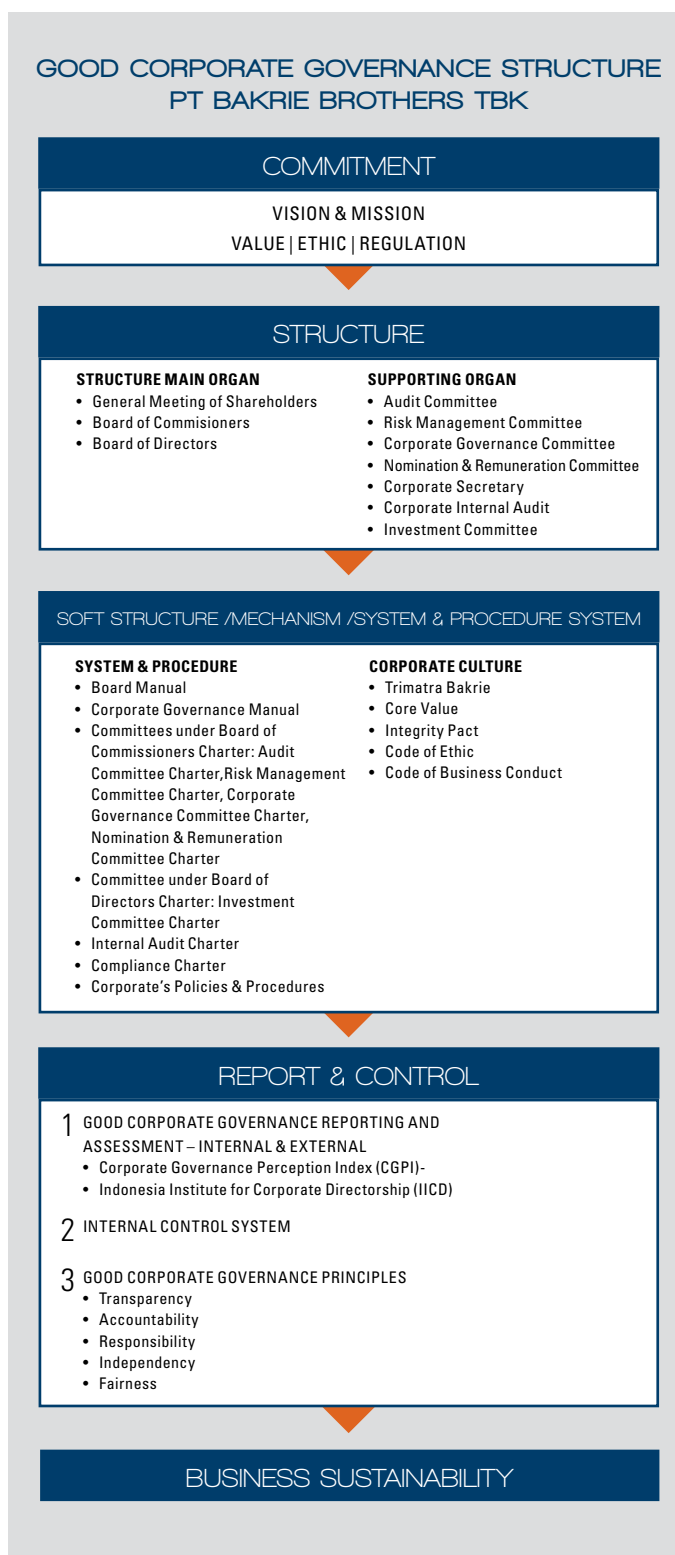 GOOD CORPORATE GOVERNANCE STRUCTURE
PT BAKRIE BROTHERS TBK
COMMITMENT
VISION & MISSION
VALUE | ETHIC | REGULATION
STRUCTURE
STRUCTURE MAIN ORGAN
• General Meeting of Shareholders
• Board of Commisioners
• Board of Directors
SUPPORTING ORGAN
• Audit Committee
• Risk Management Committee
• Corporate Governance Committee
• Nomination & Remuneration Committee
• Corporate Secretary
• Corporate Internal Audit
• Investment Committee
SOFT STRUCTURE /MECHANISM /SYSTEM & PROCEDURE SYSTEM
SYSTEM & PROCEDURE
• Board Manual
• Corporate Governance Manual
• Committees under Board of
Commissioners Charter: Audit
Committee Charter,Risk Management
Committee Charter, Corporate
Governance Committee Charter,
Nomination & Remuneration
Committee Charter
• Committee under Board of
Directors Charter: Investment
Committee Charter
• Internal Audit Charter
• Compliance Charter
• Corporate's Policies & Procedures
CORPORATE CULTURE
• Trimatra Bakrie
• Core Value
• Integrity Pact
• Code of Ethic
• Code of Business Conduct
REPORT & CONTROL
1 GOOD CORPORATE GOVERNANCE REPORTING AND
ASSESSMENT – INTERNAL & EXTERNAL
• Corporate Governance Perception Index (CGPI)-
• Indonesia Institute for Corporate Directorship (IICD)
2 INTERNAL CONTROL SYSTEM
3 GOOD CORPORATE GOVERNANCE PRINCIPLES
• Transparency
• Accountability
• Responsibility
• Independency
• Fairness
BUSINESS SUSTAINABILITY